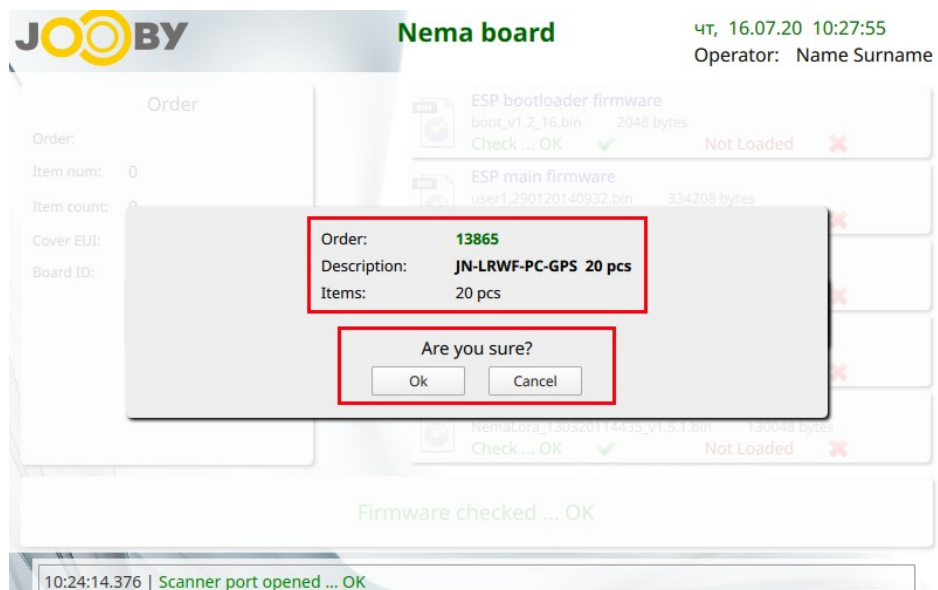 JOOBY
Nema board
чт, 16.07.20 10:27:55
Operator: Name Surname
Order
Order:
Item num: 0
Item count:
Cover EUI:
Board ID:
ESP bootloader firmware
boot_v1.2_16.bin 2048 bytes
Check ... OK Not Loaded
ESP main firmware
user1.290120140932.bin 334208 bytes
Order: 13865
Description: JN-LRWF-PC-GPS 20 pcs
Items: 20 pcs
Are you sure?
Ok Cancel
NemaLora_130320114435_v1.5.1.bin 130048 bytes
Check ... OK Not Loaded
Firmware checked ... OK
10:24:14.376 | Scanner port opened ... OK